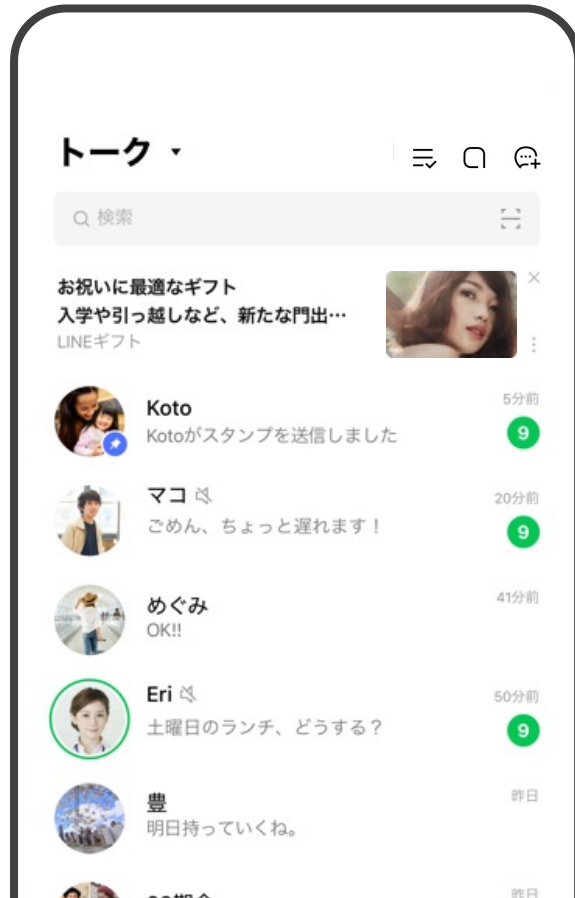 トーク
検索
お祝いに最適なギフト
入学や引っ越しなど、新たな門出…
LINEギフト
Koto
5分前
Kotoがスタンプを送信しました
9
マコ
20分前
ごめん、ちょっと遅れます！
9
めぐみ
41分前
OK!!
Eri
50分前
土曜日のランチ、どうする？
9
豊
昨日
明日持っていくね。
昨日